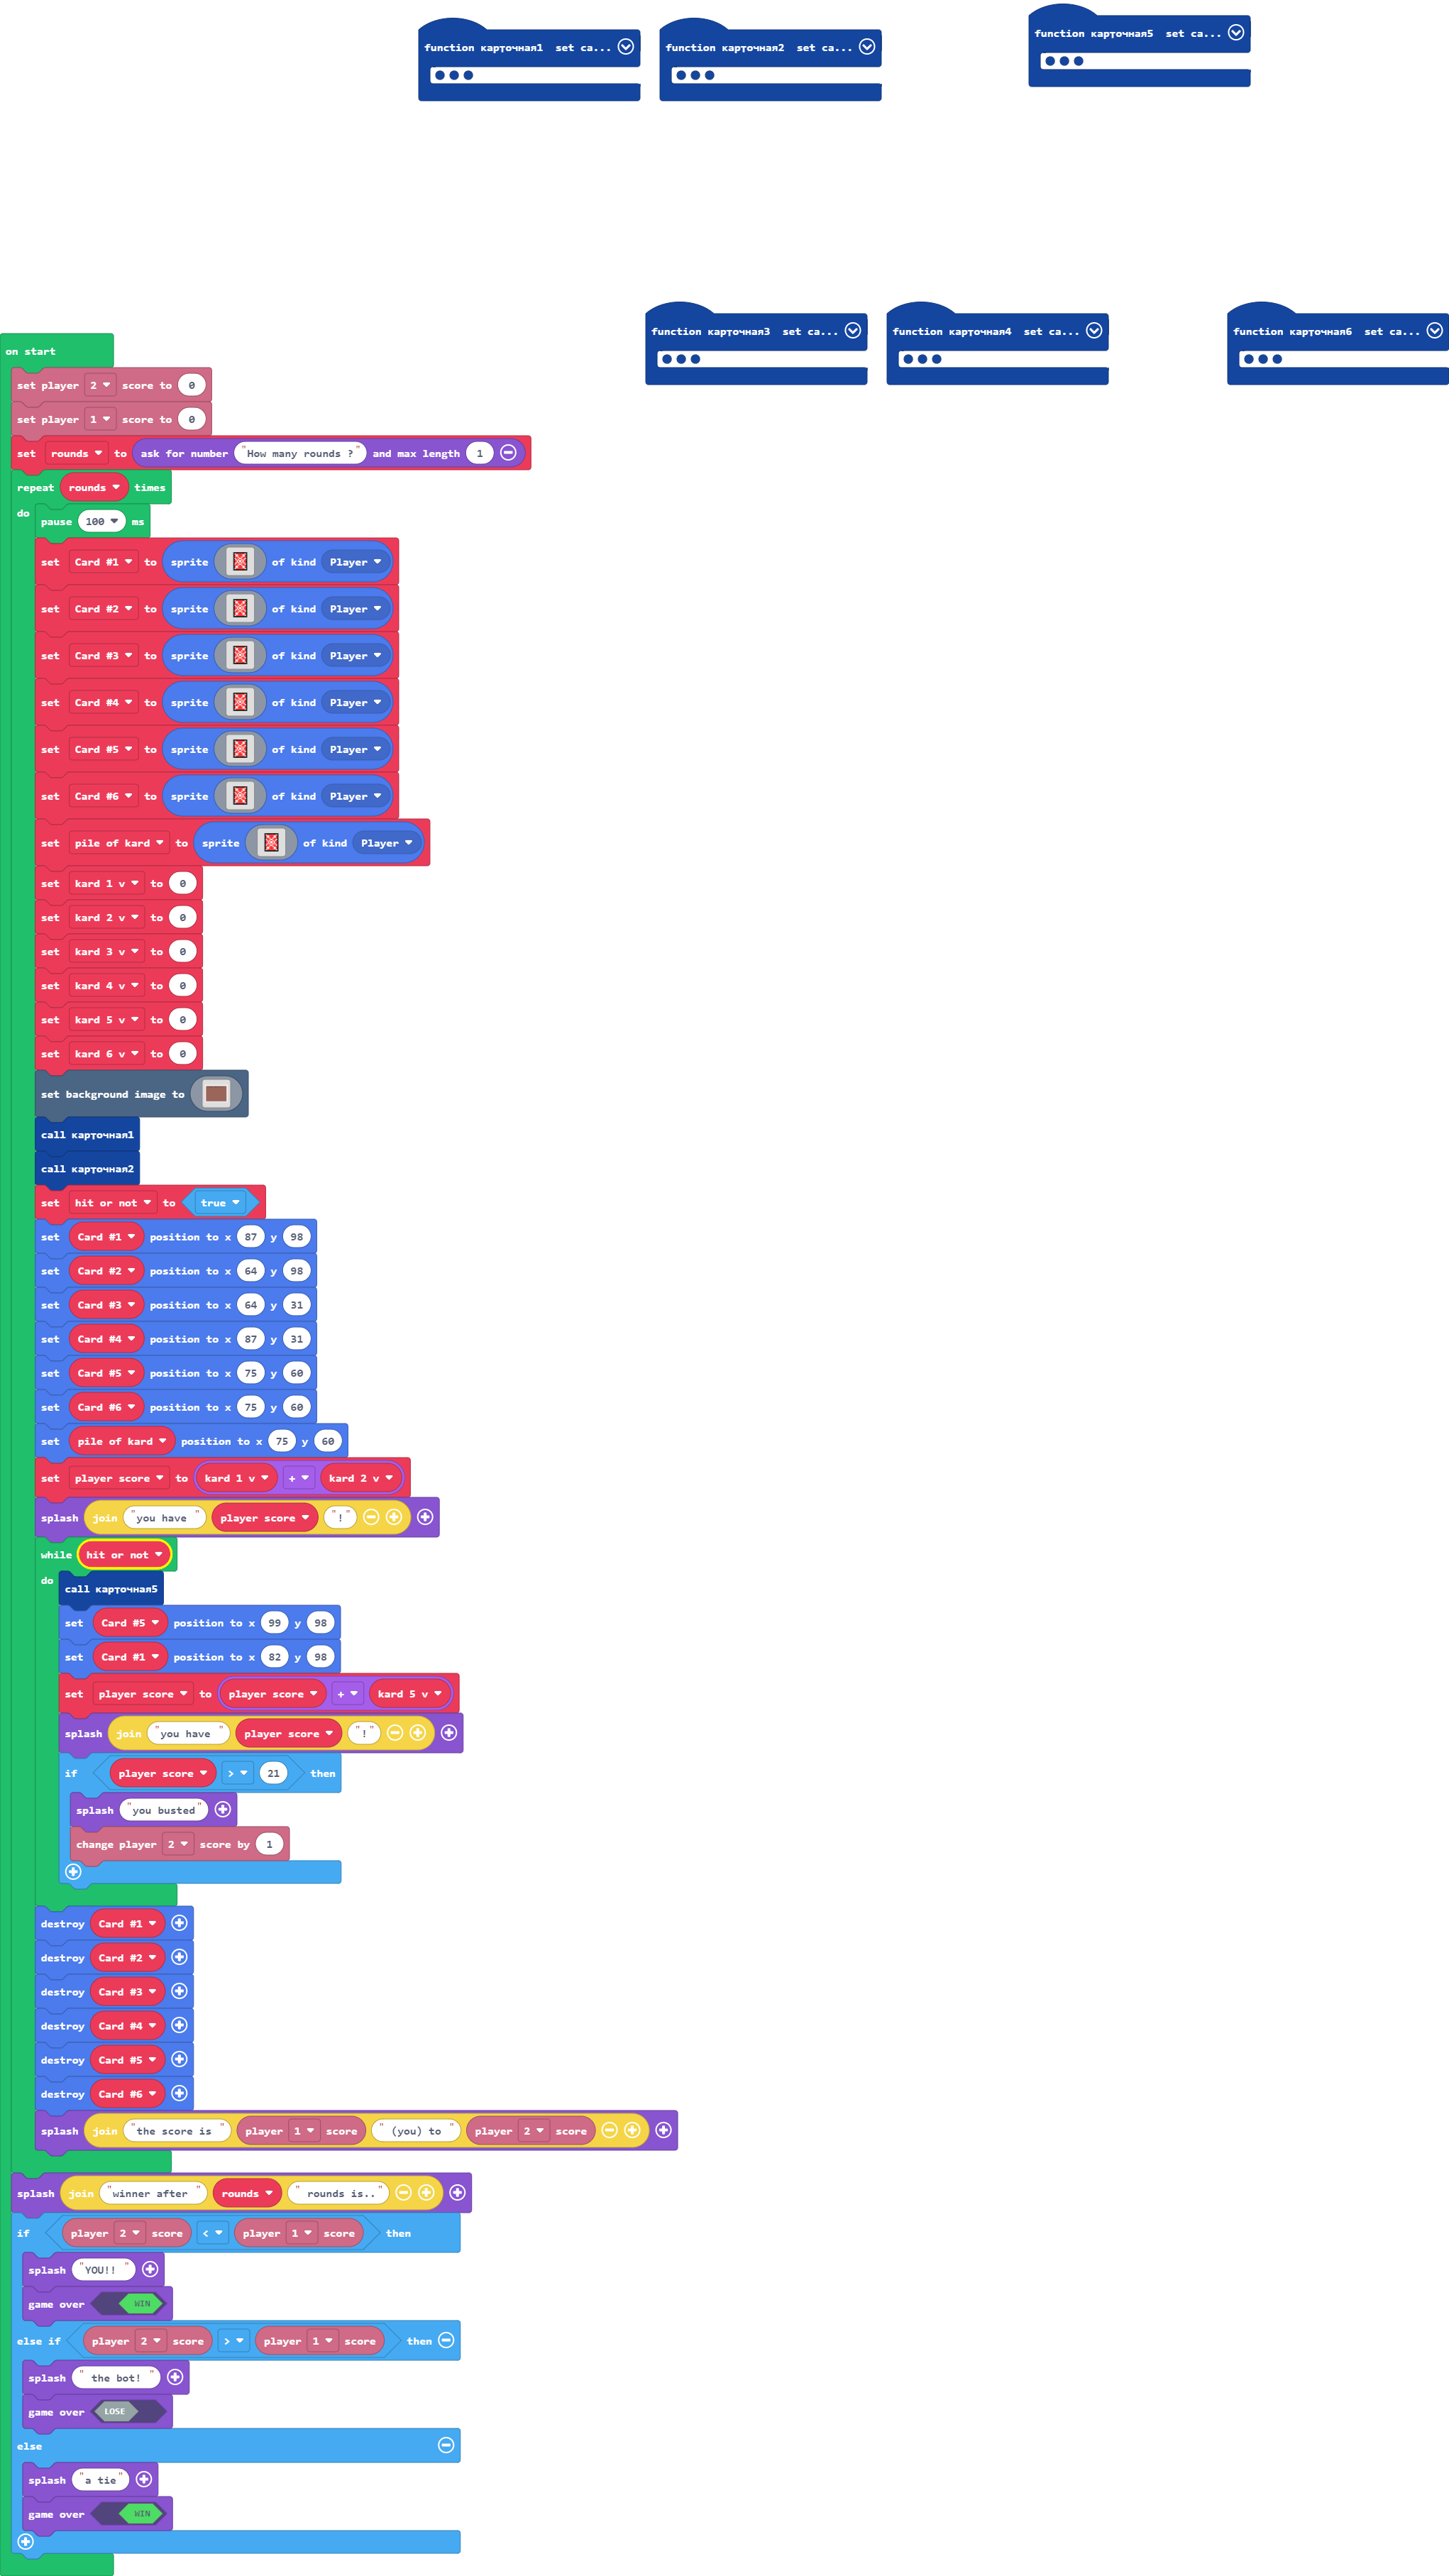 function карточная1 set ca...
function карточная2 set ca...
function карточная5 set ca...
function карточная3 set ca...
function карточная4 set ca...
function карточная6 set ca...
on start
set player 2 score to 0
set player 1 score to 0
set rounds to ask for number "How many rounds ?" and max length 1
repeat rounds times
do
pause 100 ms
set Card #1 to sprite of kind Player
set Card #2 to sprite of kind Player
set Card #3 to sprite of kind Player
set Card #4 to sprite of kind Player
set Card #5 to sprite of kind Player
set Card #6 to sprite of kind Player
set pile of kard to sprite of kind Player
set kard 1 v to 0
set kard 2 v to 0
set kard 3 v to 0
set kard 4 v to 0
set kard 5 v to 0
set kard 6 v to 0
set background image to
call карточная1
call карточная2
set hit or not to true
set Card #1 position to x 87 y 98
set Card #2 position to x 64 y 98
set Card #3 position to x 64 y 31
set Card #4 position to x 87 y 31
set Card #5 position to x 75 y 60
set Card #6 position to x 75 y 60
set pile of kard position to x 75 y 60
set player score to kard 1 v + kard 2 v
splash join "you have " player score "!"
while hit or not
do
call карточная5
set Card #5 position to x 99 y 98
set Card #1 position to x 82 y 98
set player score to player score + kard 5 v
splash join "you have " player score "!"
if player score > 21 then
splash "you busted"
change player 2 score by 1
destroy Card #1
destroy Card #2
destroy Card #3
destroy Card #4
destroy Card #5
destroy Card #6
splash join "the score is " player 1 score " (you) to " player 2 score
splash join "winner after " rounds " rounds is.."
if player 2 score < player 1 score then
splash "YOU!! "
game over WIN
else if player 2 score > player 1 score then
splash " the bot! "
game over LOSE
else
splash "a tie"
game over WIN